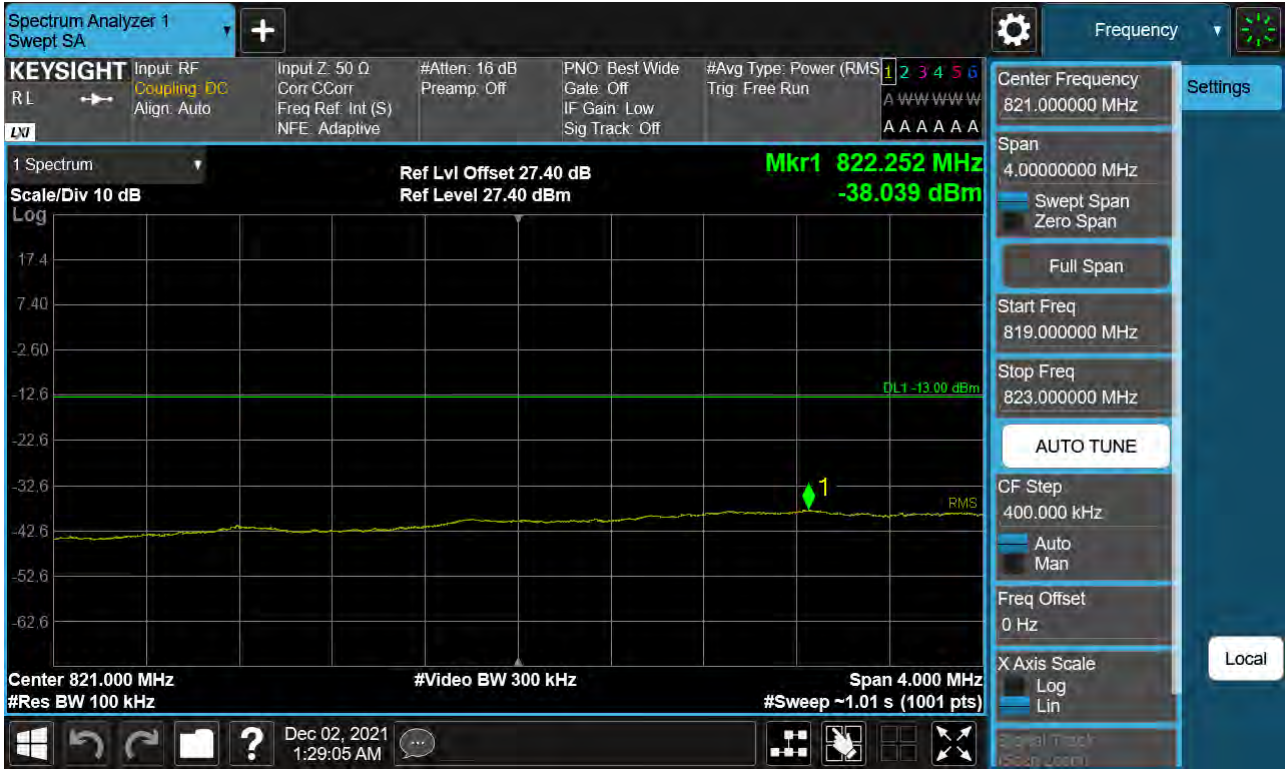 Spectrum Analyzer 1
Swept SA
Frequency
KEYSIGHT
RL
LXI
Input: RF
Coupling: DC
Align: Auto
Input Z: 50 Ω
Corr CCorr
Freq Ref: Int (S)
NFE: Adaptive
#Atten: 16 dB
Preamp: Off
PNO: Best Wide
Gate: Off
IF Gain: Low
Sig Track: Off
#Avg Type: Power (RMS
Trig: Free Run
1 2 3 4 5 6
A W W W W W
A A A A A A
Center Frequency
821.000000 MHz
Settings
1 Spectrum
Scale/Div 10 dB
Ref Lvl Offset 27.40 dB
Ref Level 27.40 dBm
Mkr1 822.252 MHz
-38.039 dBm
Span
4.00000000 MHz
Swept Span
Zero Span
Full Span
Start Freq
819.000000 MHz
Stop Freq
823.000000 MHz
AUTO TUNE
CF Step
400.000 kHz
Auto
Man
Freq Offset
0 Hz
X Axis Scale
Log
Lin
Local
Log
17.4
7.40
-2.60
-12.6
-22.6
-32.6
-42.6
-52.6
-62.6
DL1 -13.00 dBm
1
RMS
Center 821.000 MHz
#Res BW 100 kHz
#Video BW 300 kHz
Span 4.000 MHz
#Sweep ~1.01 s (1001 pts)
?
Dec 02, 2021
1:29:05 AM